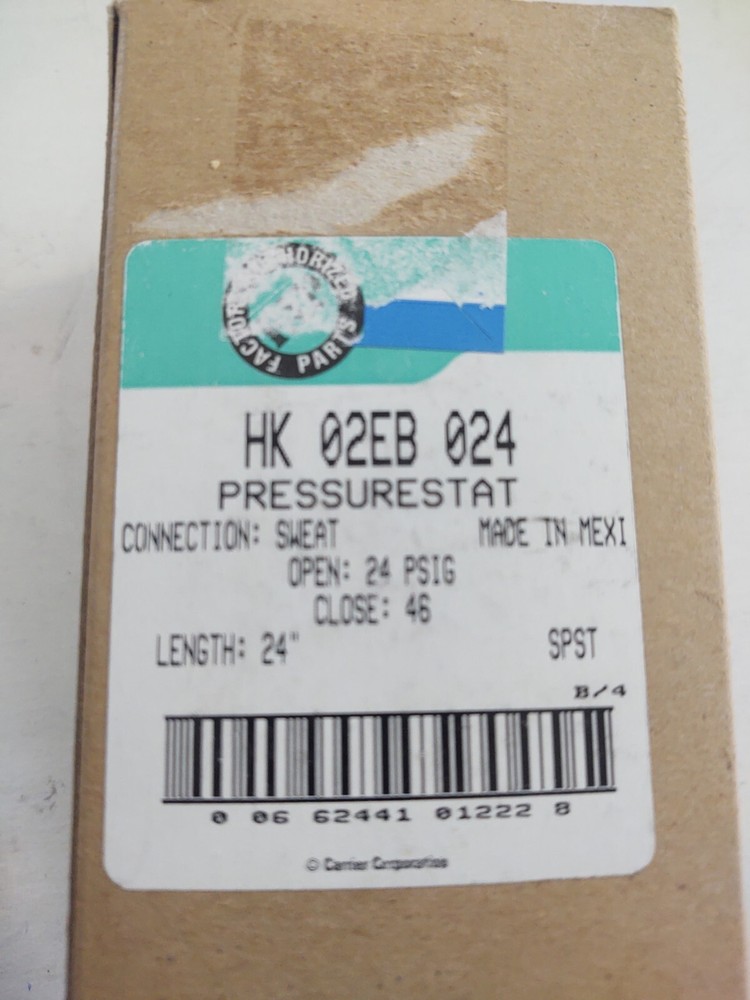 FACTORY AUTHORIZED PARTS
HK 02EB 024
PRESSURESTAT
CONNECTION: SWEAT MADE IN MEXI
OPEN: 24 PSIG
CLOSE: 46
LENGTH: 24" SPST
B/4
0 06 62441 01222 8
© Carrier Corporation